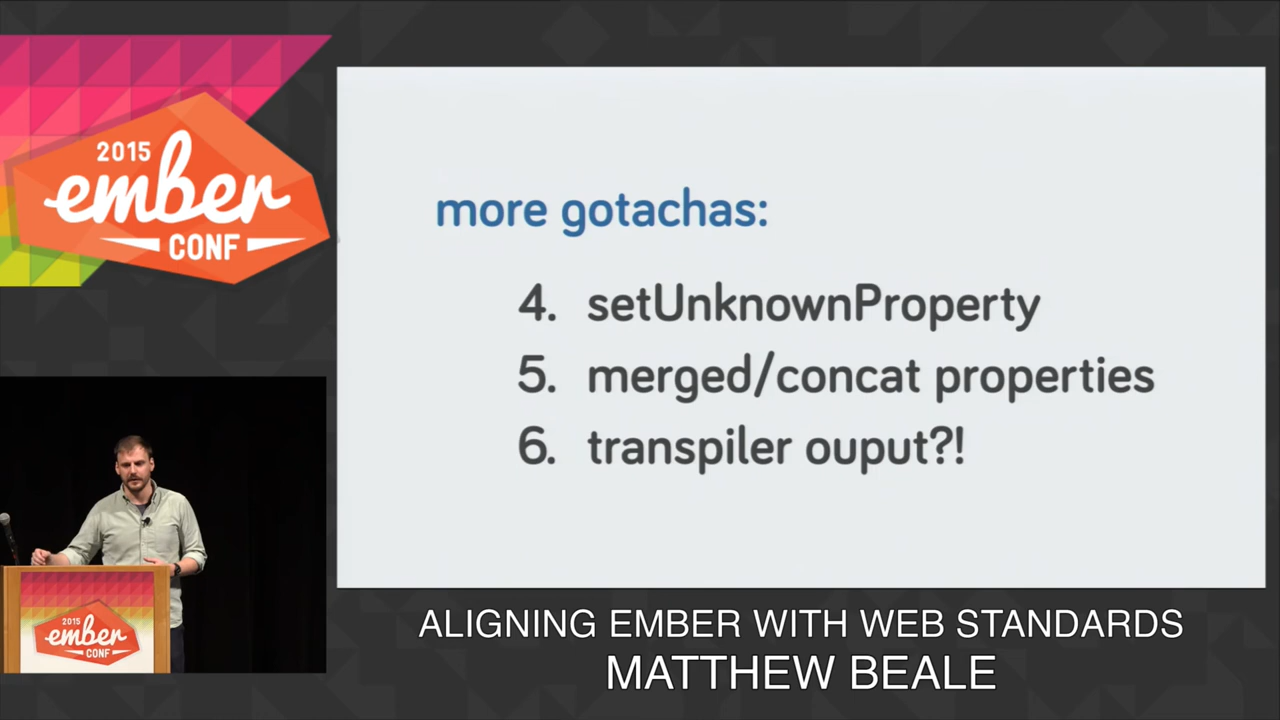 2015
ember
CONF
more gotachas:
4. setUnknownProperty
5. merged/concat properties
6. transpiler ouput?!
2015
ember
CONF
ALIGNING EMBER WITH WEB STANDARDS
MATTHEW BEALE